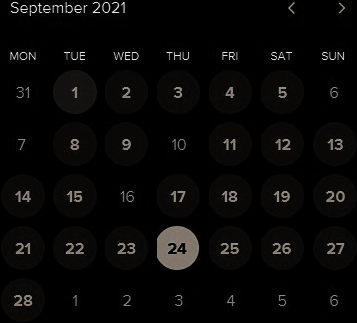 September 2021
MON TUE WED THU FRI SAT SUN
31 1 2 3 4 5 6
7 8 9 10 11 12 13
14 15 16 17 18 19 20
21 22 23 24 25 26 27
28 1 2 3 4 5 6